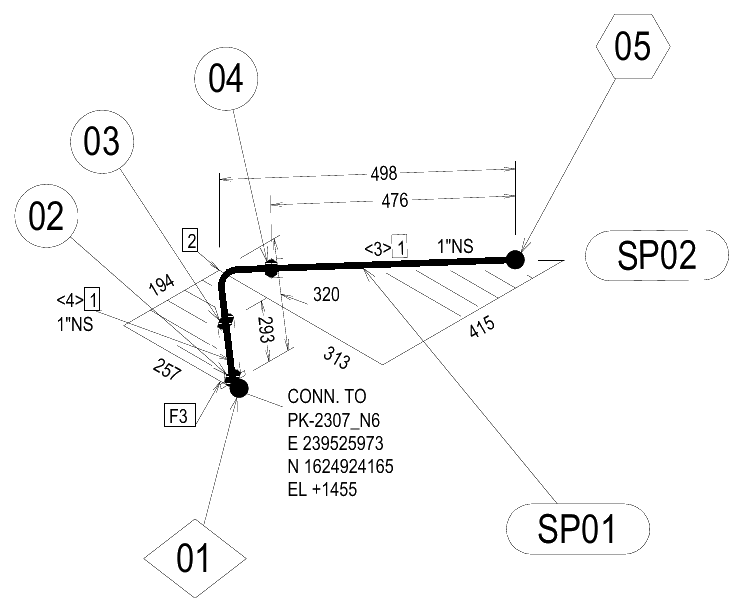 05
04
03
498
476
02
2
<3> 1
1"NS
SP02
194
<4> 1
320
1"NS
293
415
313
257
F3
CONN. TO
PK-2307_N6
E 239525973
N 1624924165
EL +1455
SP01
01